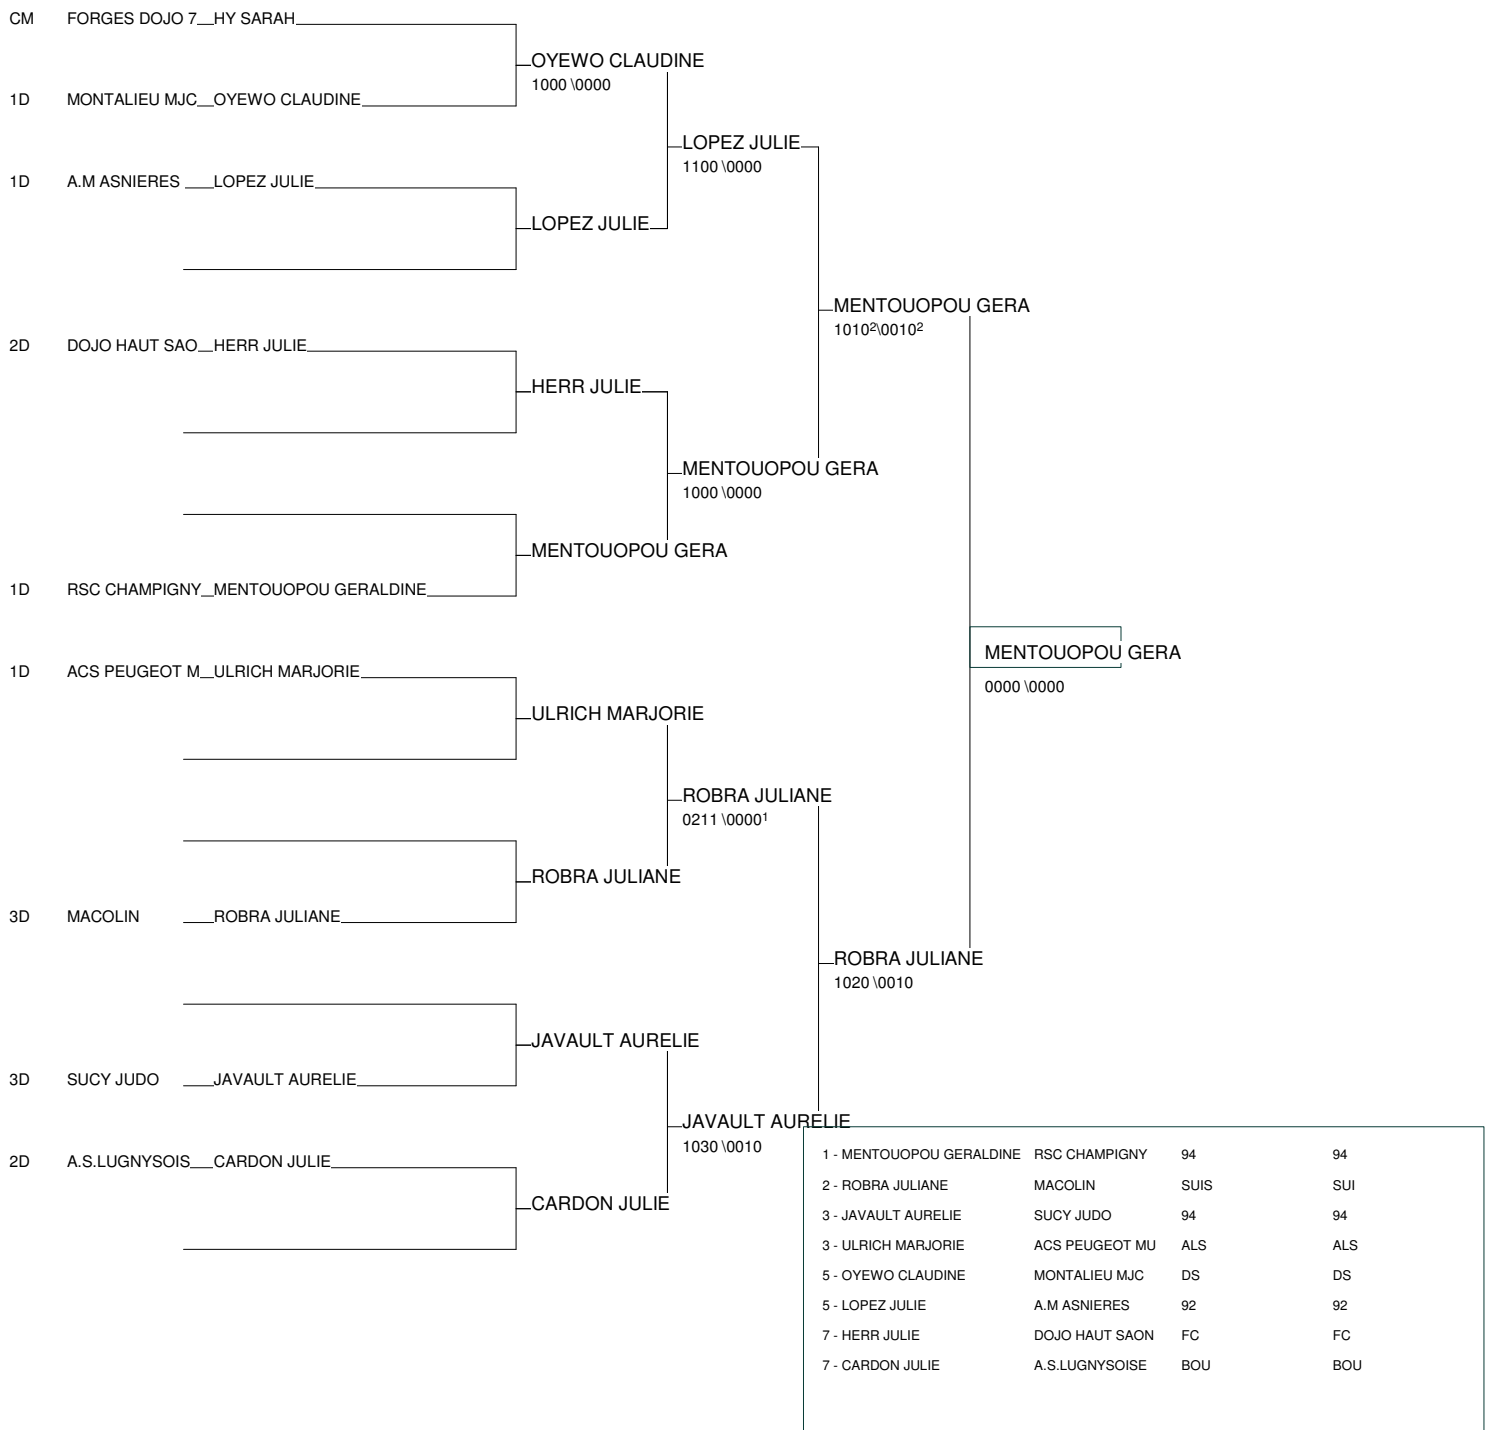 CM FORGES DOJO 7 HY SARAH
OYEWO CLAUDINE
1000 \0000
1D MONTALIEU MJC OYEWO CLAUDINE
LOPEZ JULIE
1100 \0000
1D A.M ASNIERES LOPEZ JULIE
LOPEZ JULIE
MENTOUOPOU GERA
1010²\0010²
2D DOJO HAUT SAO HERR JULIE
HERR JULIE
MENTOUOPOU GERA
1000 \0000
MENTOUOPOU GERA
1D RSC CHAMPIGNY MENTOUOPOU GERALDINE
MENTOUOPOU GERA
0000 \0000
1D ACS PEUGEOT M ULRICH MARJORIE
ULRICH MARJORIE
ROBRA JULIANE
0211 \0000¹
ROBRA JULIANE
3D MACOLIN ROBRA JULIANE
ROBRA JULIANE
1020 \0010
JAVAULT AURELIE
3D SUCY JUDO JAVAULT AURELIE
JAVAULT AURELIE
1030 \0010
2D A.S.LUGNYSOIS CARDON JULIE
CARDON JULIE
1 - MENTOUOPOU GERALDINE RSC CHAMPIGNY 94 94
2 - ROBRA JULIANE MACOLIN SUIS SUI
3 - JAVAULT AURELIE SUCY JUDO 94 94
3 - ULRICH MARJORIE ACS PEUGEOT MU ALS ALS
5 - OYEWO CLAUDINE MONTALIEU MJC DS DS
5 - LOPEZ JULIE A.M ASNIERES 92 92
7 - HERR JULIE DOJO HAUT SAON FC FC
7 - CARDON JULIE A.S.LUGNYSOISE BOU BOU